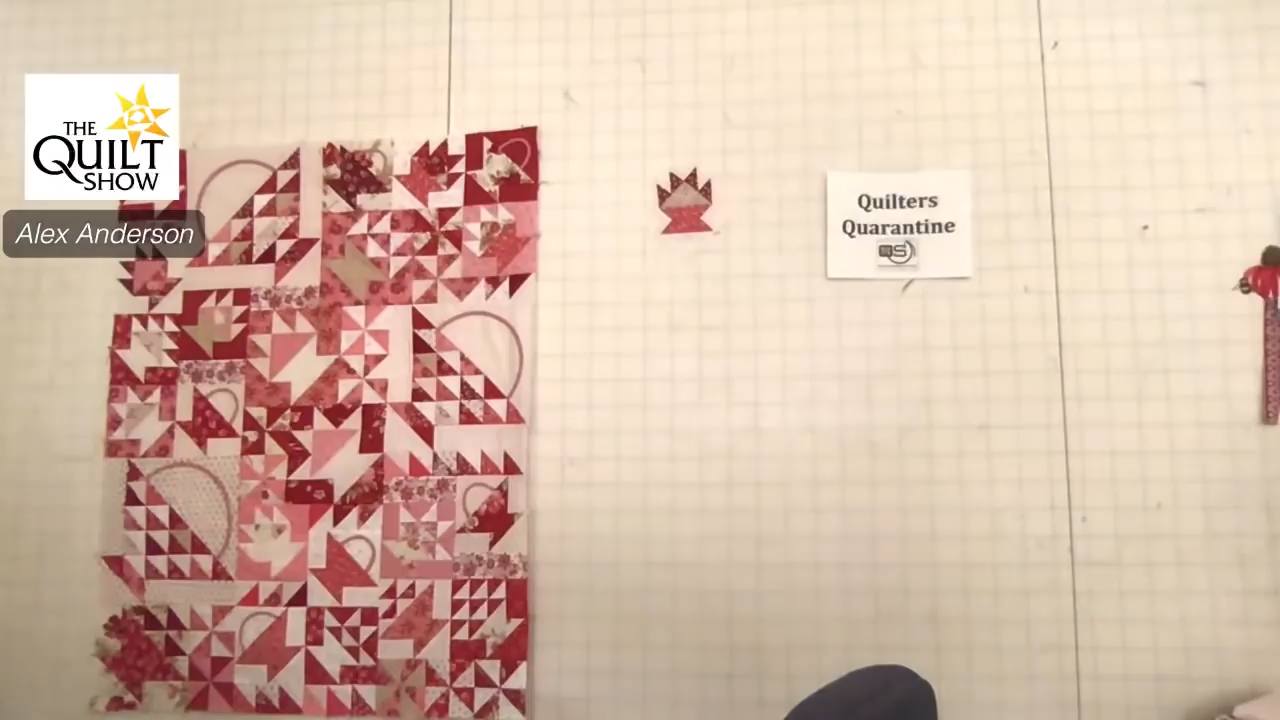 THE
QUILT
SHOW
Alex Anderson
Quilters
Quarantine